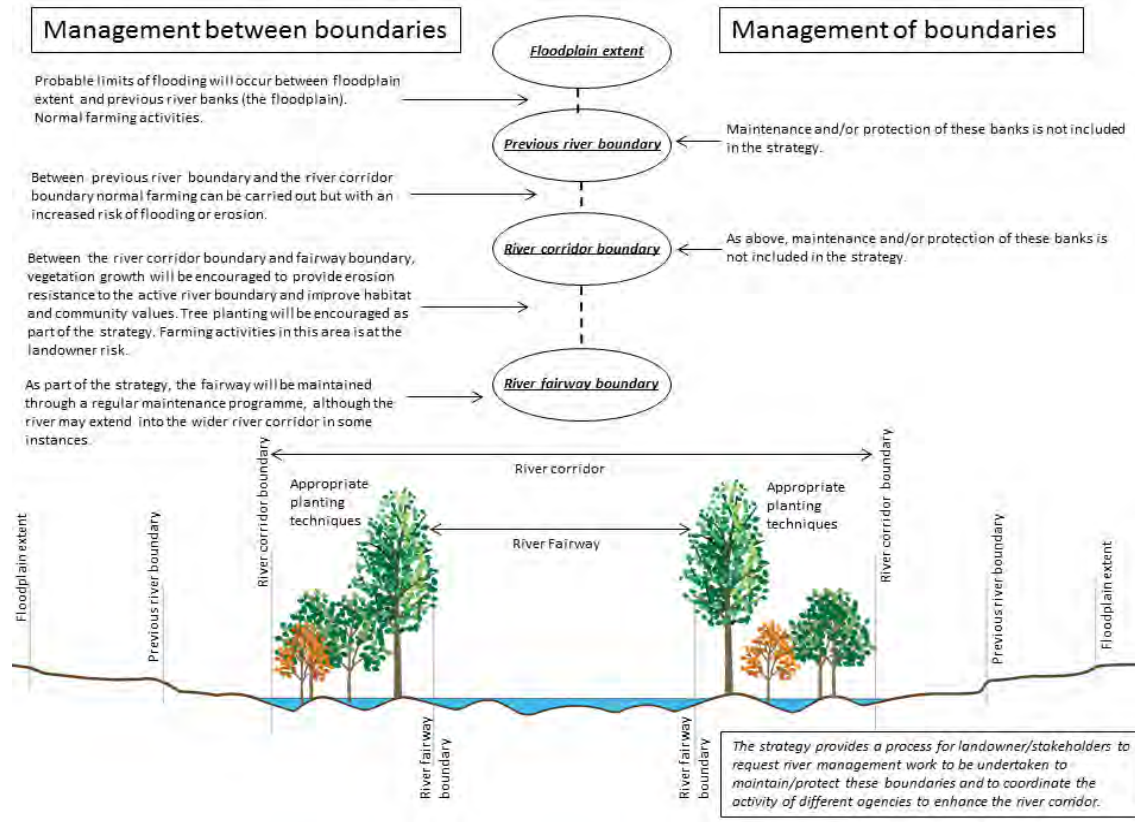 Management between boundaries
Management of boundaries
Floodplain extent
Probable limits of flooding will occur between floodplain
extent and previous river banks (the floodplain).
Normal farming activities.
Previous river boundary
Maintenance and/or protection of these banks is not included
in the strategy.
Between previous river boundary and the river corridor
boundary normal farming can be carried out but with an
increased risk of flooding or erosion.
River corridor boundary
As above, maintenance and/or protection of these banks is
not included in the strategy.
Between the river corridor boundary and fairway boundary,
vegetation growth will be encouraged to provide erosion
resistance to the active river boundary and improve habitat
and community values. Tree planting will be encouraged as
part of the strategy. Farming activities in this area is at the
landowner risk.
River fairway boundary
As part of the strategy, the fairway will be maintained
through a regular maintenance programme, although the
river may extend into the wider river corridor in some
instances.
River corridor
Appropriate
planting
techniques
Appropriate
planting
techniques
River Fairway
Floodplain extent
Previous river boundary
River corridor boundary
River corridor boundary
Previous river boundary
Floodplain extent
River fairway
boundary
River fairway
boundary
The strategy provides a process for landowner/stakeholders to
request river management work to be undertaken to
maintain/protect these boundaries and to coordinate the
activity of different agencies to enhance the river corridor.